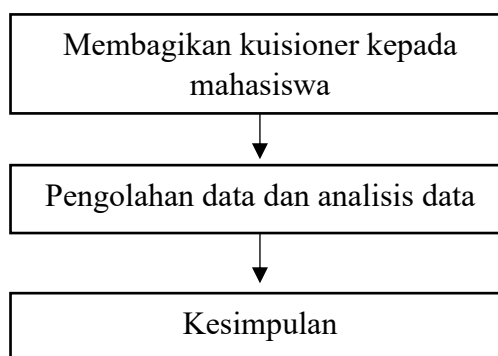 Membagikan kuisioner kepada
mahasiswa
Pengolahan data dan analisis data
Kesimpulan